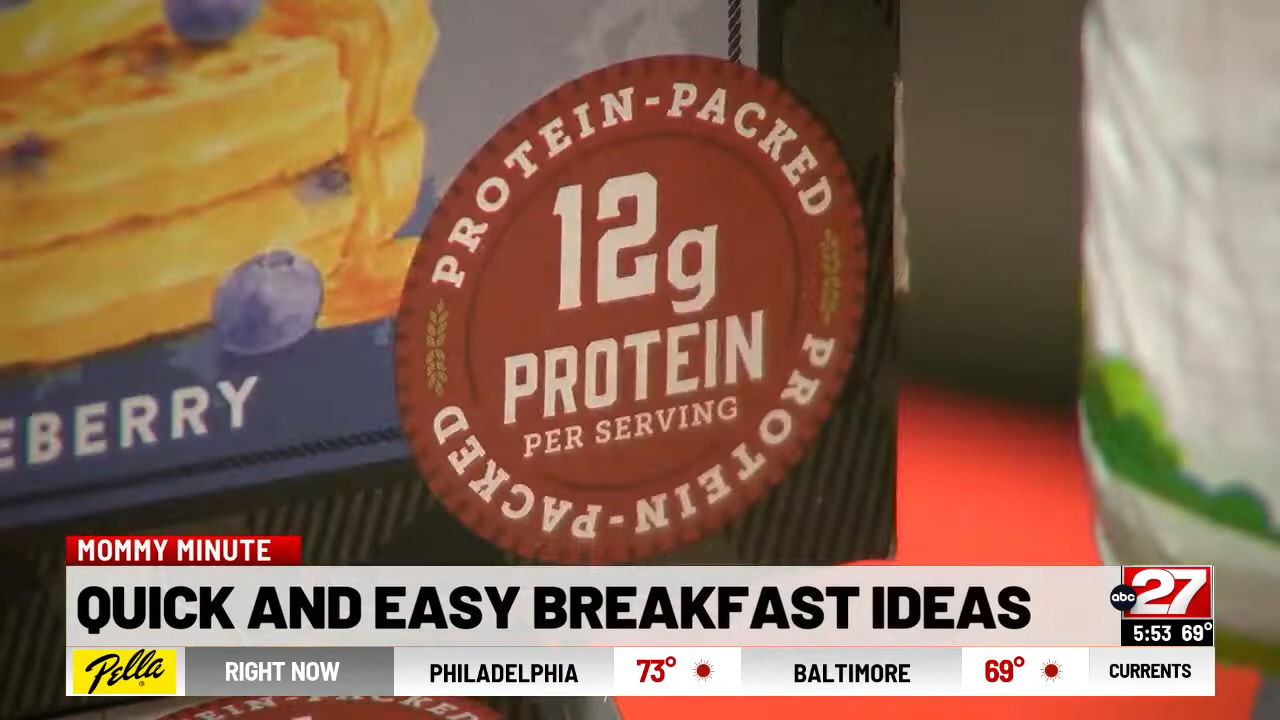 PROTEIN-PACKED
12g
PROTEIN
PER SERVING
PROTEIN-PACKED
EBERRY
MOMMY MINUTE
QUICK AND EASY BREAKFAST IDEAS
abc 27
5:53 69°
Pella
RIGHT NOW
PHILADELPHIA 73°
BALTIMORE 69°
CURRENTS